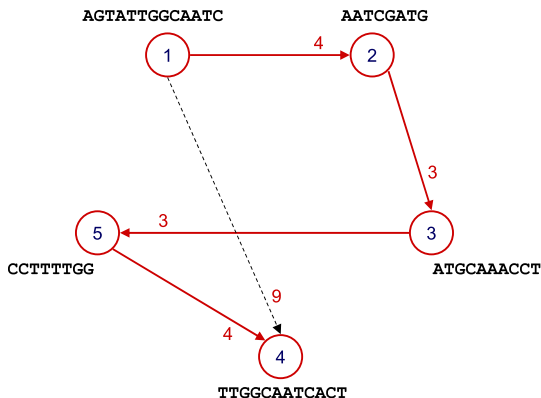 AGTATTGGCAATC AATCGATG
1 4 2
3
5 3 3
CCTTTTGG ATGCAAACCT
9
4
4
TTGGCAATCACT